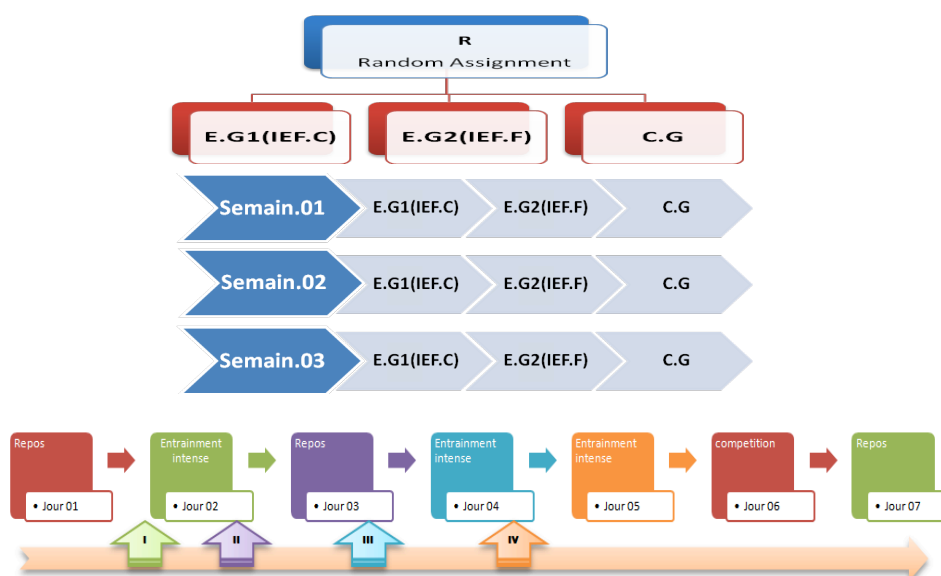 R
Random Assignment
E.G1(IEF.C)
E.G2(IEF.F)
C.G
Semain.01
E.G1(IEF.C)
E.G2(IEF.F)
C.G
Semain.02
E.G1(IEF.C)
E.G2(IEF.F)
C.G
Semain.03
E.G1(IEF.C)
E.G2(IEF.F)
C.G
Repos
• Jour 01
Entrainment
intense
• Jour 02
Repos
• Jour 03
Entrainment
intense
• Jour 04
Entrainment
intense
• Jour 05
competition
• Jour 06
Repos
• Jour 07
I
II
III
IV